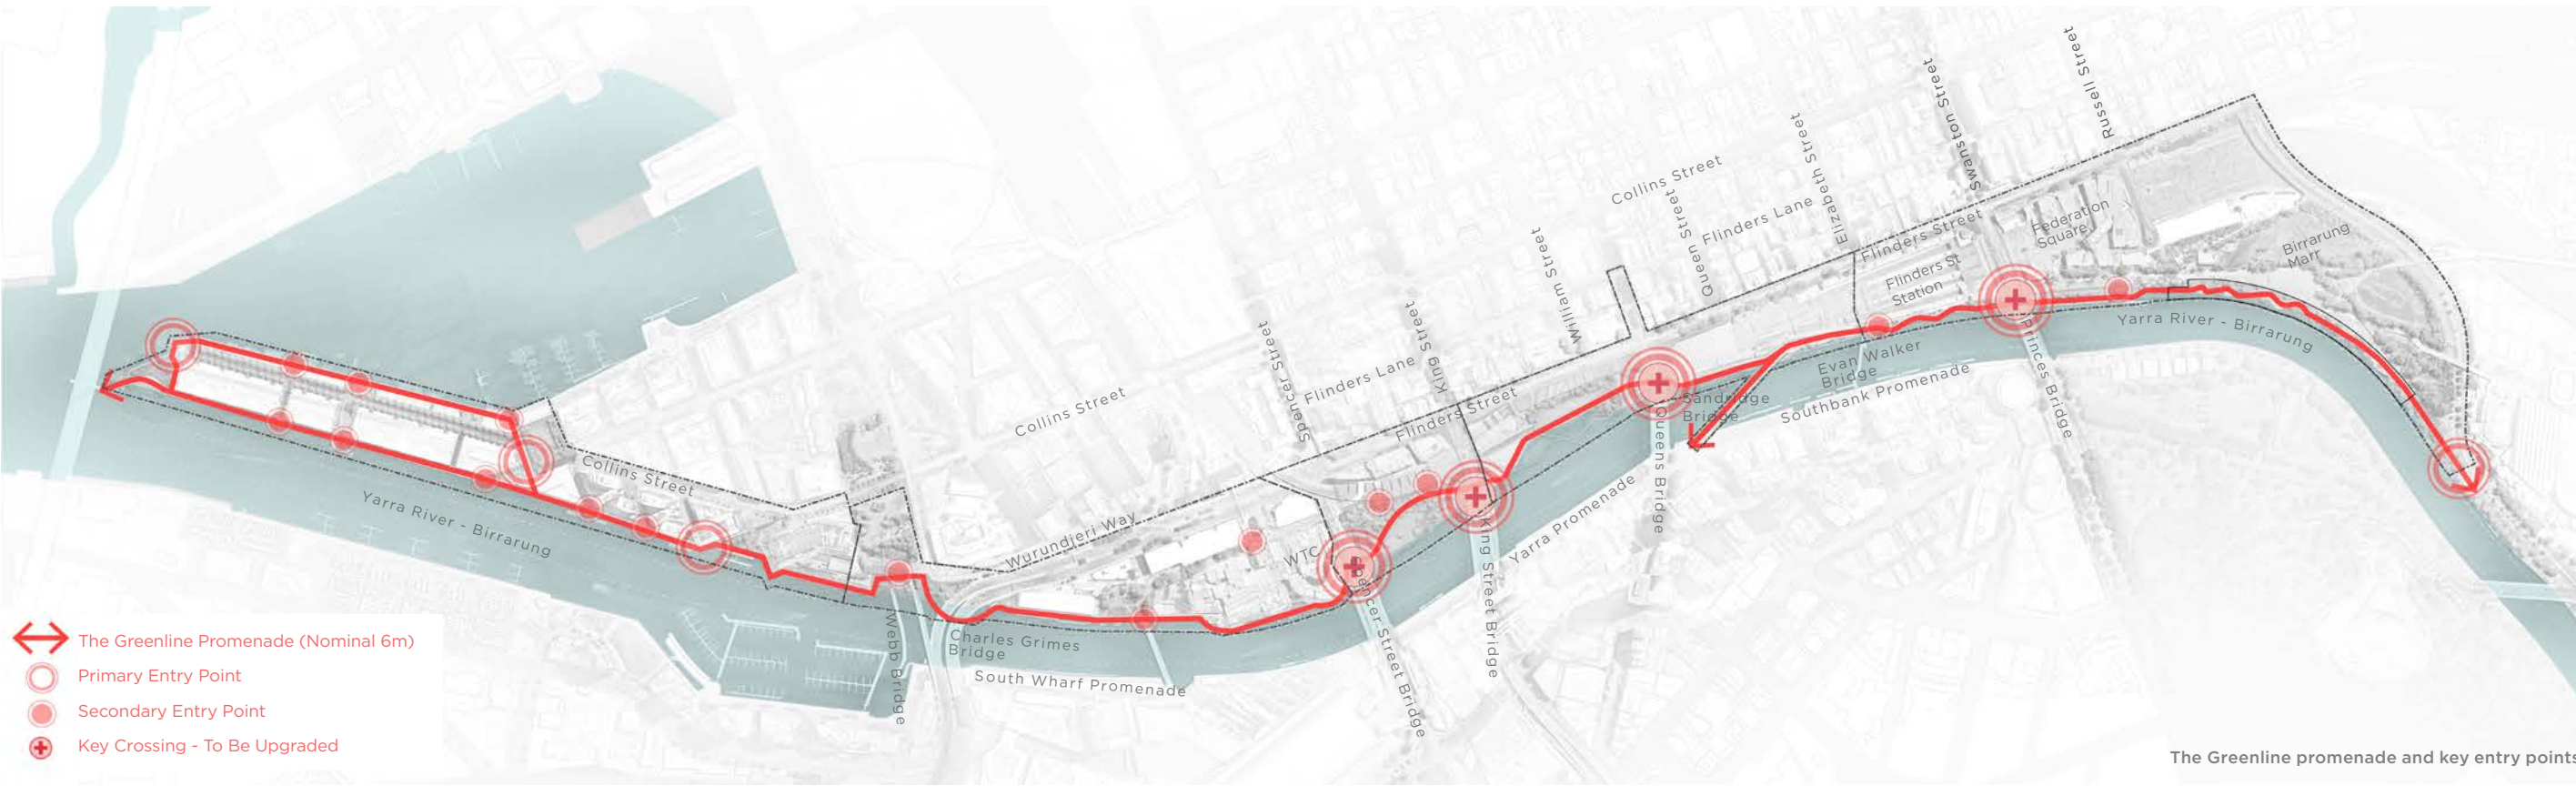 Russell Street
Swanston Street
Elizabeth Street
Collins Street
Queen Street
Flinders Lane
Flinders Street
Federation
Square
Flinders St
Station
Birrarung
Marr
William Street
King Street
Spencer Street
Flinders Lane
Flinders Street
Collins Street
Yarra River - Birrarung
Princes Bridge
Evan Walker
Bridge
Southbank Promenade
Sandridge
Bridge
Queens Bridge
Yarra Promenade
King Street Bridge
Spencer Street Bridge
WTC
Wurundjeri Way
Collins Street
Yarra River - Birrarung
Webb Bridge
Charles Grimes
Bridge
South Wharf Promenade
The Greenline Promenade (Nominal 6m)
Primary Entry Point
Secondary Entry Point
Key Crossing - To Be Upgraded
The Greenline promenade and key entry points